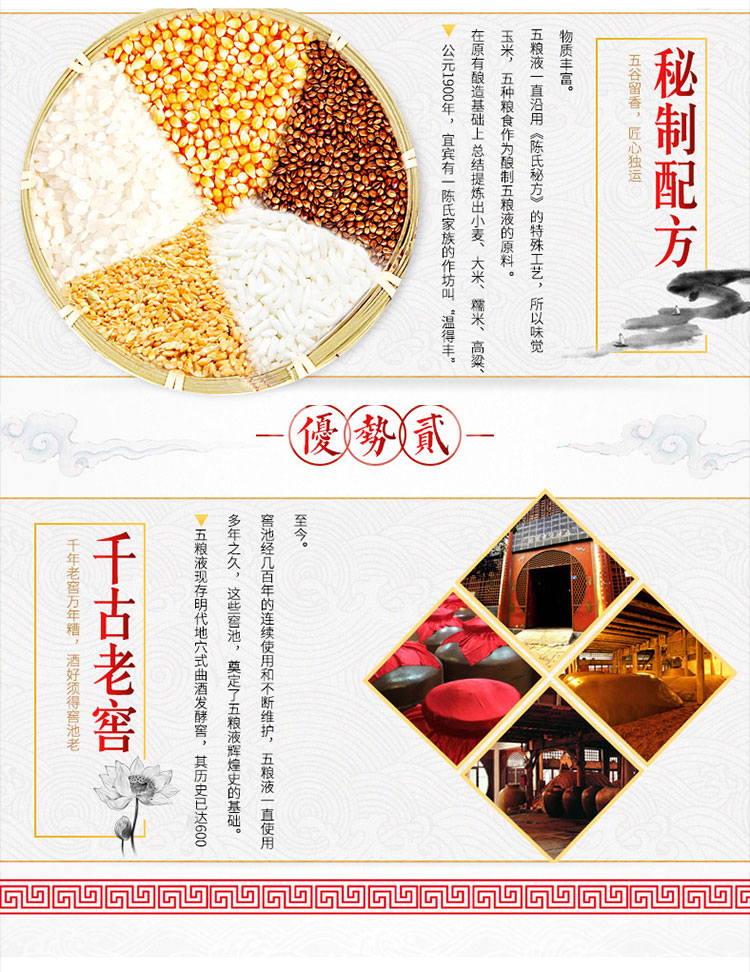 秘制配方
五谷留香，匠心独运
公元1900年，宜宾有一陈氏家族的作坊叫“温得丰”
在原有酿造基础上 总结提炼出小麦、大米、糯米、高粱、
玉米，五种粮食作为酿制五粮液的原料。
五粮液一直沿用《陈氏秘方》的特殊工艺，所以味觉
物质丰富。
優勢貳
千古老窖
千年老窖万年糟，酒好须得窖池老
五粮液现存明代地穴式曲酒发酵窖，其历史已达600
多年之久，这些窖池，奠定了五粮液辉煌史的基础。
窖池经几百年的连续使用和不断维护，五粮液一直使用
至今。